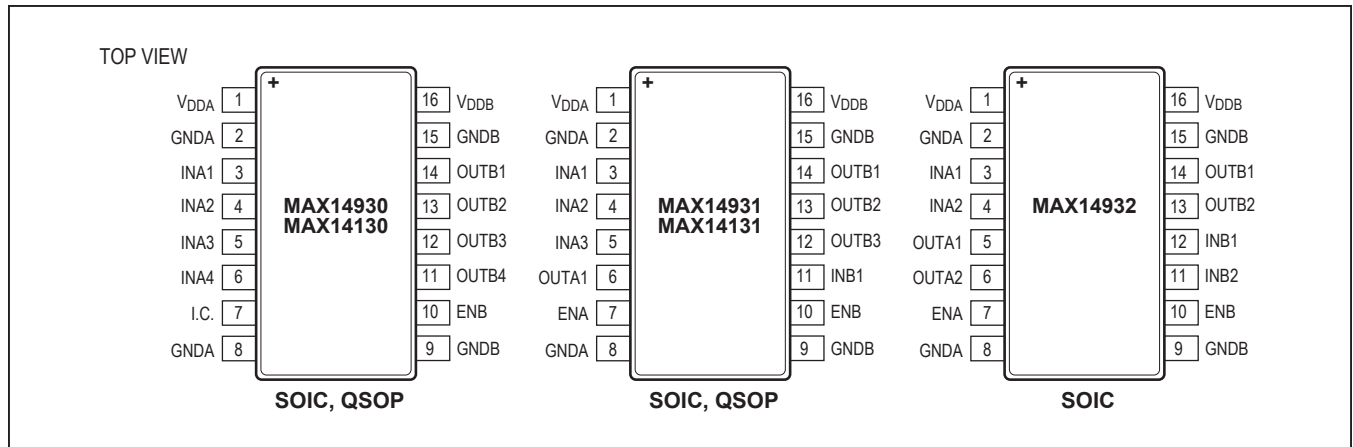 TOP VIEW
+
VDDA 1 16 VDDB
GNDA 2 15 GNDB
INA1 3 14 OUTB1
INA2 4 13 OUTB2
INA3 5 12 OUTB3
INA4 6 11 OUTB4
I.C. 7 10 ENB
GNDA 8 9 GNDB
MAX14930
MAX14130
SOIC, QSOP
+
VDDA 1 16 VDDB
GNDA 2 15 GNDB
INA1 3 14 OUTB1
INA2 4 13 OUTB2
INA3 5 12 OUTB3
OUTA1 6 11 INB1
ENA 7 10 ENB
GNDA 8 9 GNDB
MAX14931
MAX14131
SOIC, QSOP
+
VDDA 1 16 VDDB
GNDA 2 15 GNDB
INA1 3 14 OUTB1
INA2 4 13 OUTB2
OUTA1 5 12 INB1
OUTA2 6 11 INB2
ENA 7 10 ENB
GNDA 8 9 GNDB
MAX14932
SOIC